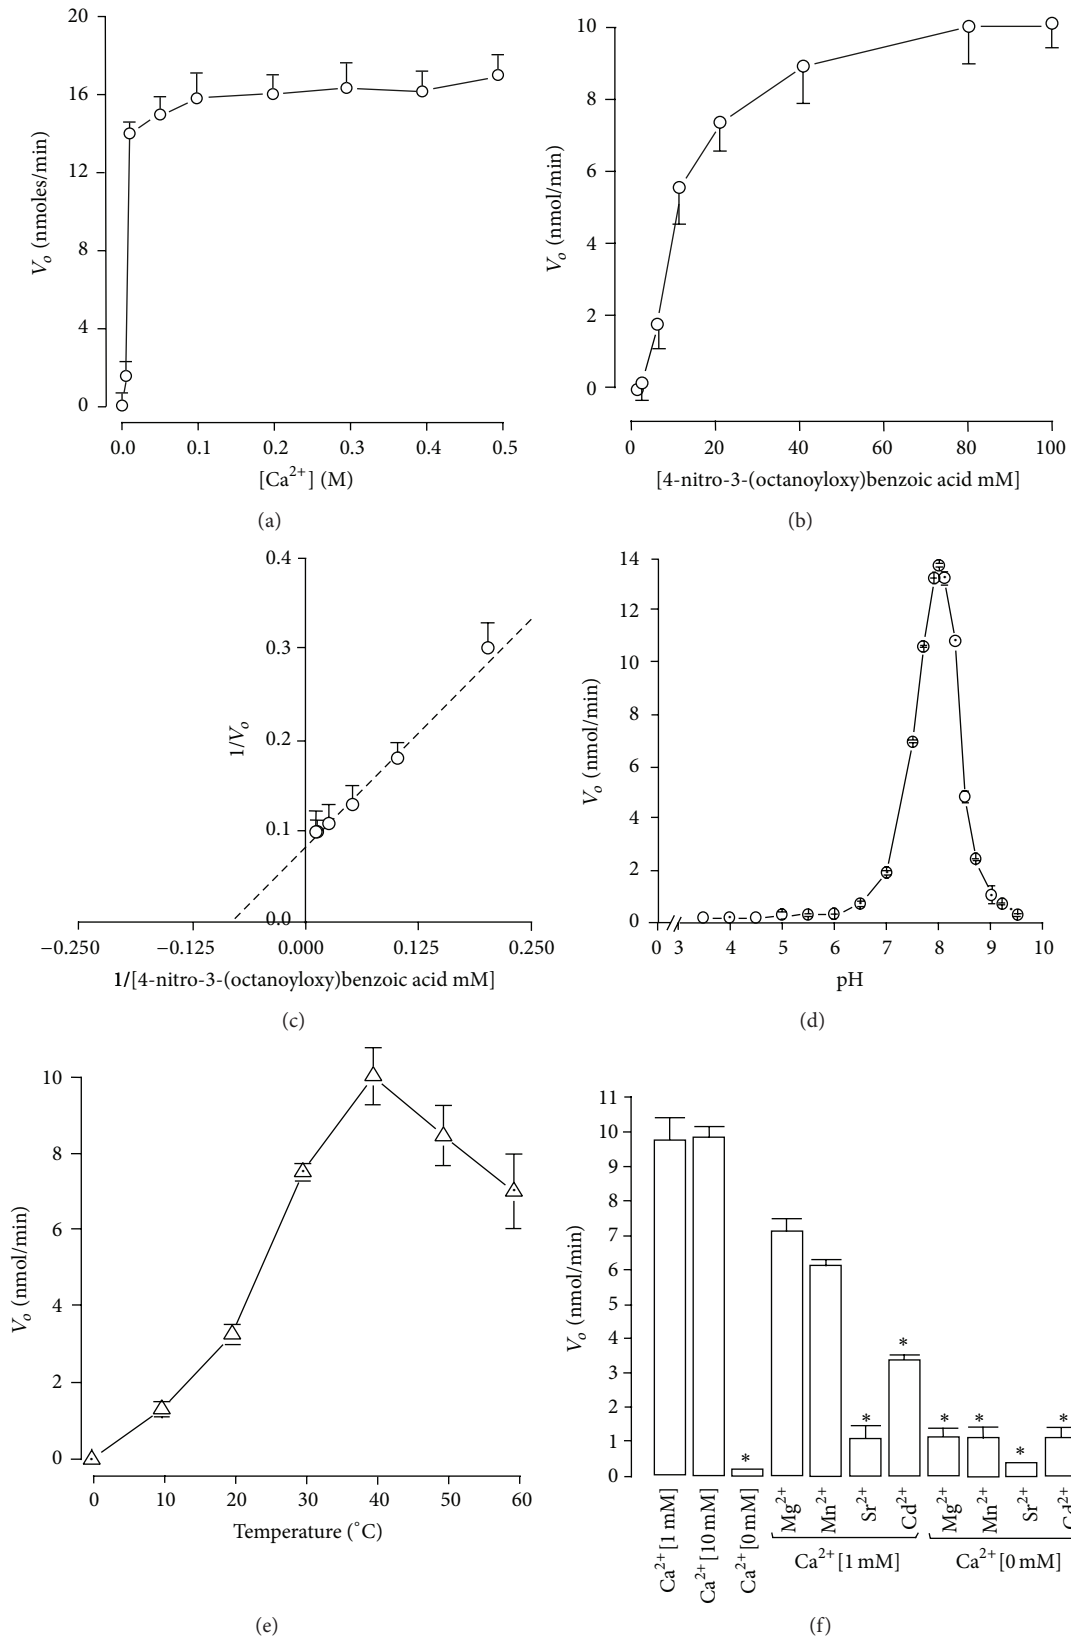 20
16
12
8
4
0
V_o (nmoles/min)
0.0 0.1 0.2 0.3 0.4 0.5
[Ca²⁺] (M)
(a)
10
8
6
4
2
0
V_o (nmol/min)
0 20 40 60 80 100
[4-nitro-3-(octanoyloxy)benzoic acid mM]
(b)
0.4
0.3
0.2
0.1
0.0
1/V_o
−0.250 −0.125 0.000 0.125 0.250
1/[4-nitro-3-(octanoyloxy)benzoic acid mM]
(c)
14
12
10
8
6
4
2
0
V_o (nmol/min)
0 3 4 5 6 7 8 9 10
pH
(d)
10
8
6
4
2
0
V_o (nmol/min)
0 10 20 30 40 50 60
Temperature (°C)
(e)
11
10
9
8
7
6
5
4
3
2
1
0
V_o (nmol/min)
* * * * * * *
Ca²⁺ [1 mM]
Ca²⁺ [10 mM]
Ca²⁺ [0 mM]
Mg²⁺
Mn²⁺
Sr²⁺
Cd²⁺
Mg²⁺
Mn²⁺
Sr²⁺
Cd²⁺
Ca²⁺ [1 mM] Ca²⁺ [0 mM]
(f)